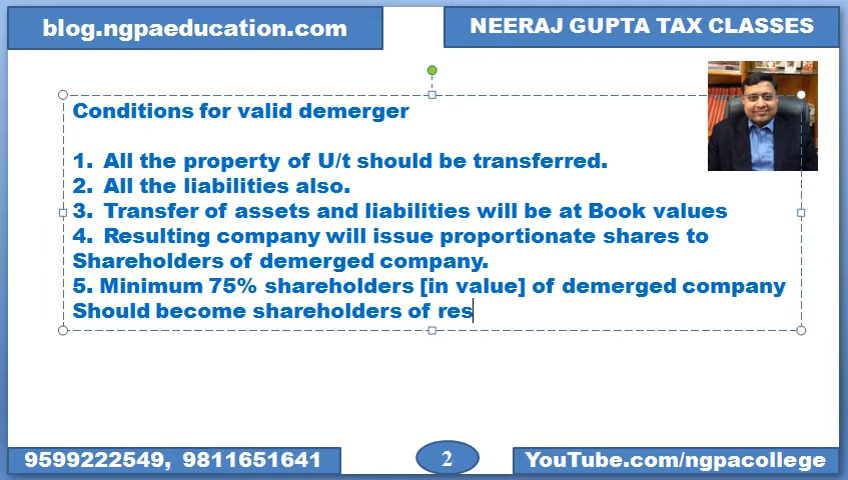 blog.ngpaeducation.com
NEERAJ GUPTA TAX CLASSES
Conditions for valid demerger
1. All the property of U/t should be transferred.
2. All the liabilities also.
3. Transfer of assets and liabilities will be at Book values
4. Resulting company will issue proportionate shares to
Shareholders of demerged company.
5. Minimum 75% shareholders [in value] of demerged company
Should become shareholders of res
9599222549, 9811651641
2
YouTube.com/ngpacollege